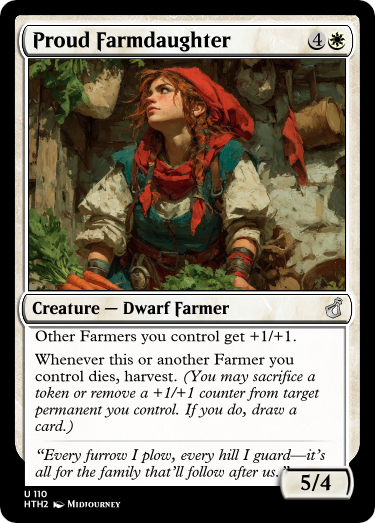 Proud Farmdaughter 4
Creature — Dwarf Farmer
Other Farmers you control get +1/+1.
Whenever this or another Farmer you
control dies, harvest. (You may sacrifice a
token or remove a +1/+1 counter from target
permanent you control. If you do, draw a
card.)
“Every furrow I plow, every hill I guard—it’s
all for the family that’ll follow after us.”
5/4
U 110
HTH2 Midjourney